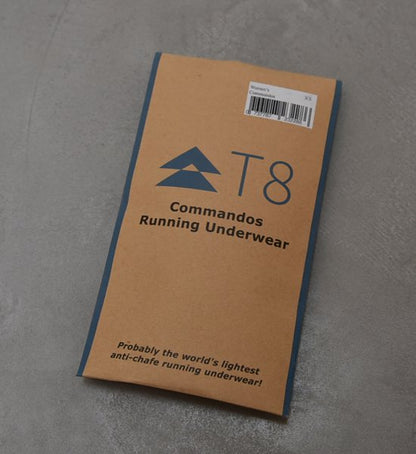 Women's
Commandos XS
T8
Commandos
Running Underwear
Probably the world's lightest
anti-chafe running underwear!